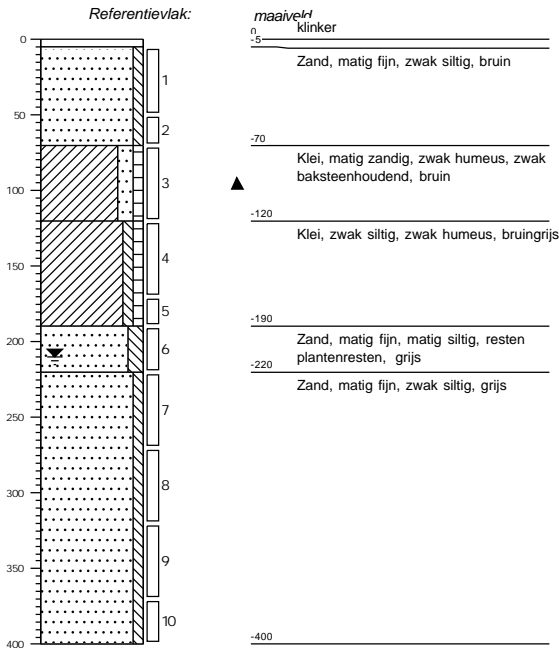 Referentievlak: maaiveld
0 klinker
-5
Zand, matig fijn, zwak siltig, bruin
-70
Klei, matig zandig, zwak humeus, zwak
baksteenhoudend, bruin
-120
Klei, zwak siltig, zwak humeus, bruingrijs
-190
Zand, matig fijn, matig siltig, resten
plantenresten, grijs
-220
Zand, matig fijn, zwak siltig, grijs
-400
0
50
100
150
200
250
300
350
400
1
2
3
4
5
6
7
8
9
10